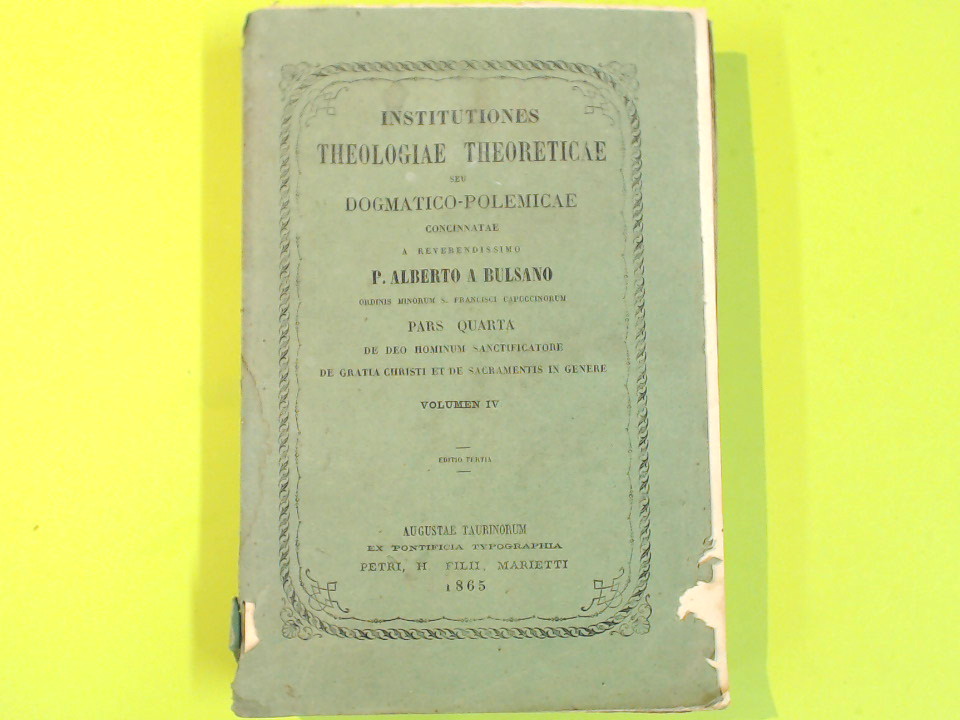 INSTITUTIONES
THEOLOGIAE THEORETICAE
SEU
DOGMATICO-POLEMICAE
CONCINNATAE
A REVERENDISSIMO
P. ALBERTO A BULSANO
ORDINIS MINORUM S. FRANCISCI CAPUCCINORUM
PARS QUARTA
DE DEO HOMINUM SANCTIFICATORE
DE GRATIA CHRISTI ET DE SACRAMENTIS IN GENERE
VOLUMEN IV
EDITIO TERTIA
AUGUSTAE TAURINORUM
EX PONTIFICIA TYPOGRAPHIA
PETRI, H FILII, MARIETTI
1865